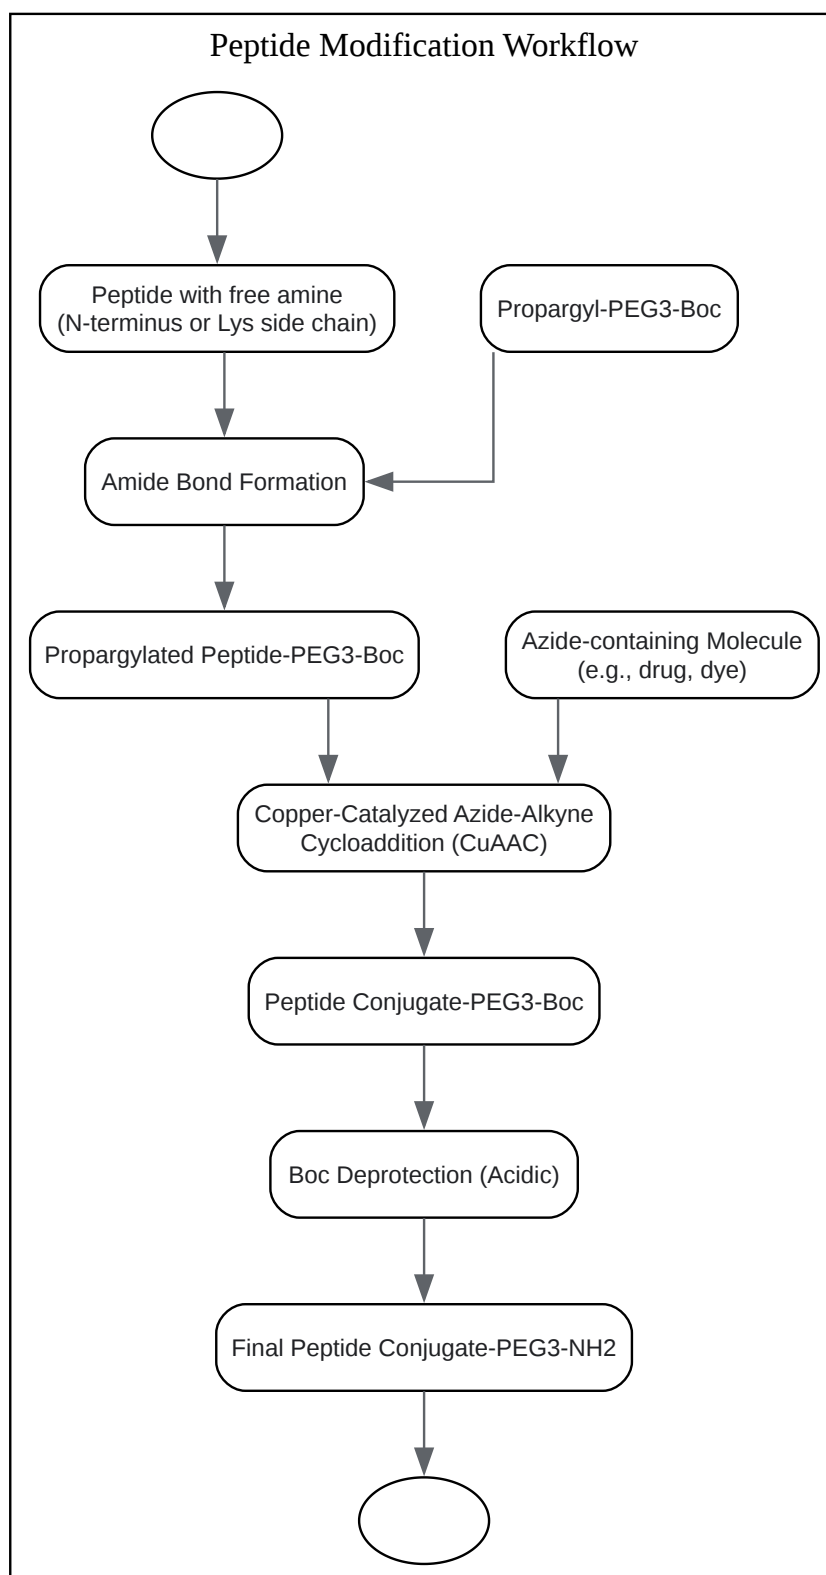 Peptide Modification Workflow
Peptide with free amine
(N-terminus or Lys side chain)
Propargyl-PEG3-Boc
Amide Bond Formation
Propargylated Peptide-PEG3-Boc
Azide-containing Molecule
(e.g., drug, dye)
Copper-Catalyzed Azide-Alkyne
Cycloaddition (CuAAC)
Peptide Conjugate-PEG3-Boc
Boc Deprotection (Acidic)
Final Peptide Conjugate-PEG3-NH2